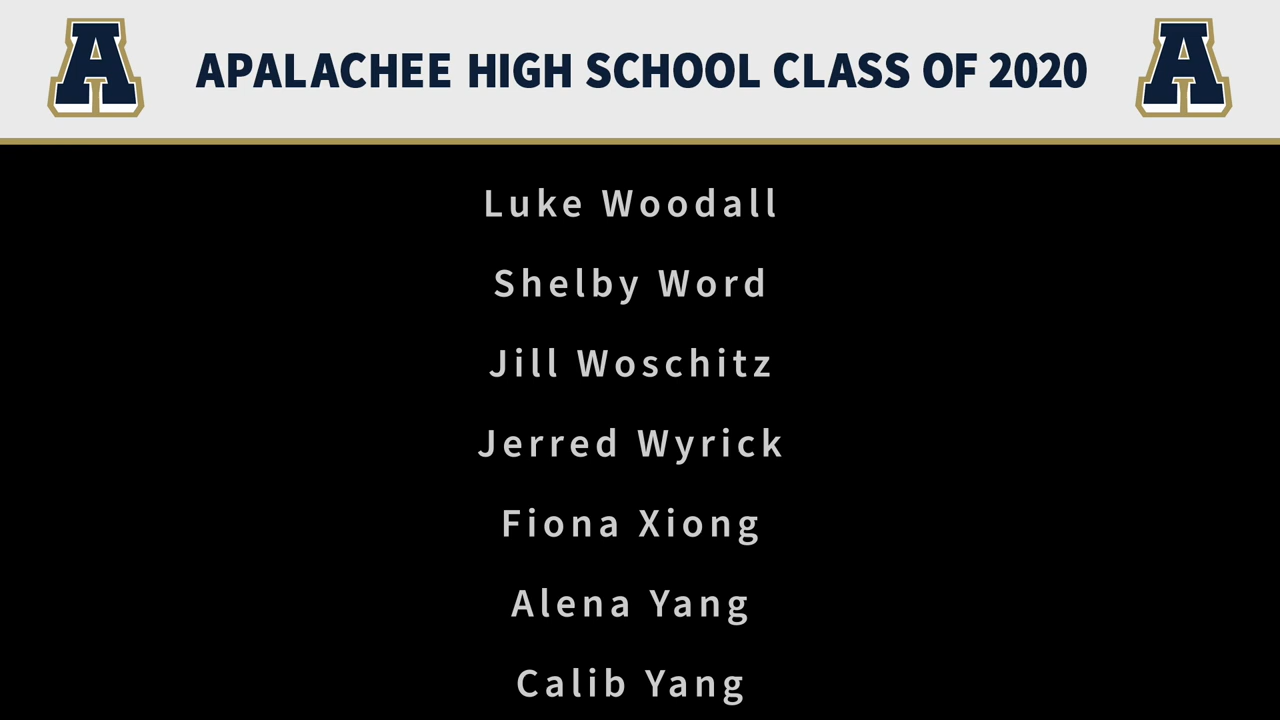 A APALACHEE HIGH SCHOOL CLASS OF 2020 A
Luke Woodall
Shelby Word
Jill Woschitz
Jerred Wyrick
Fiona Xiong
Alena Yang
Calib Yang